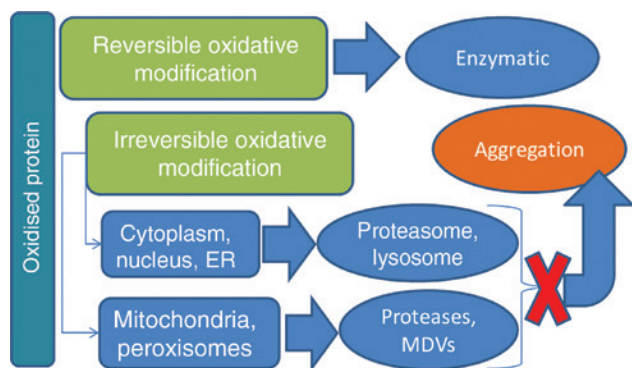 Oxidised protein
Reversible oxidative
modification
Enzymatic
Irreversible oxidative
modification
Aggregation
Cytoplasm,
nucleus, ER
Proteasome,
lysosome
Mitochondria,
peroxisomes
Proteases,
MDVs